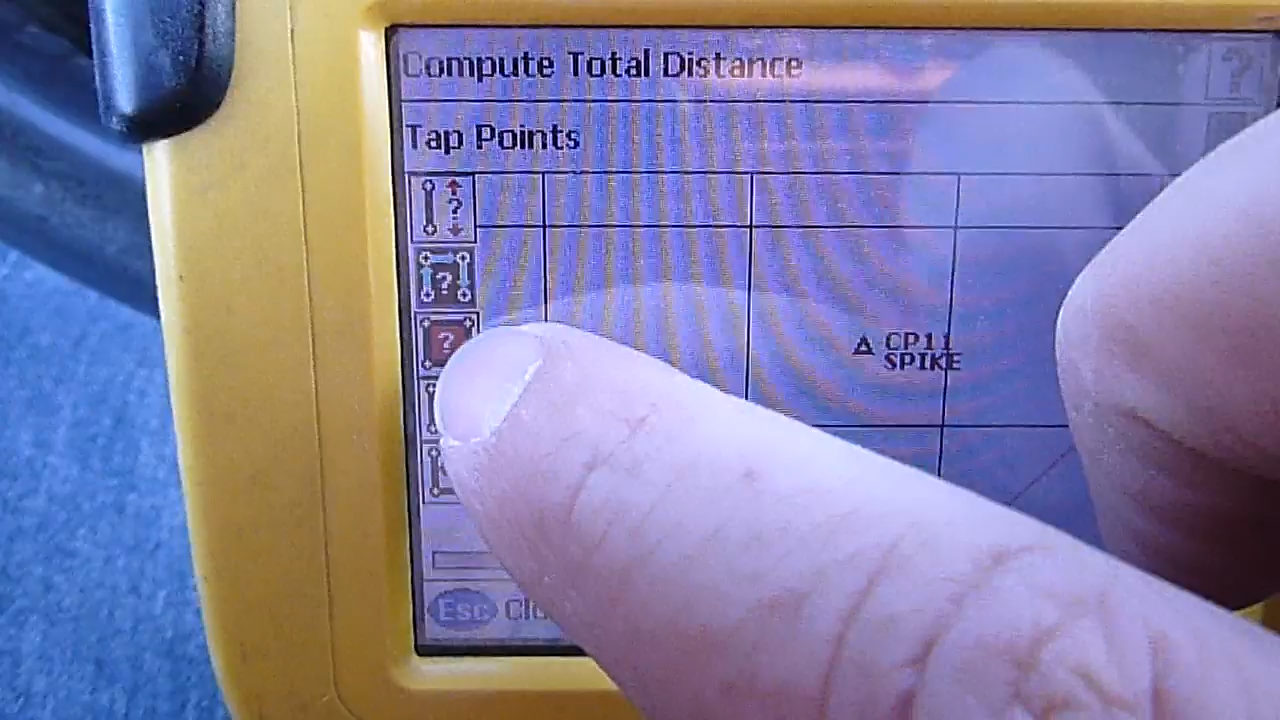 Compute Total Distance
?
Tap Points
?
?
?
CP11
SPIKE
Esc